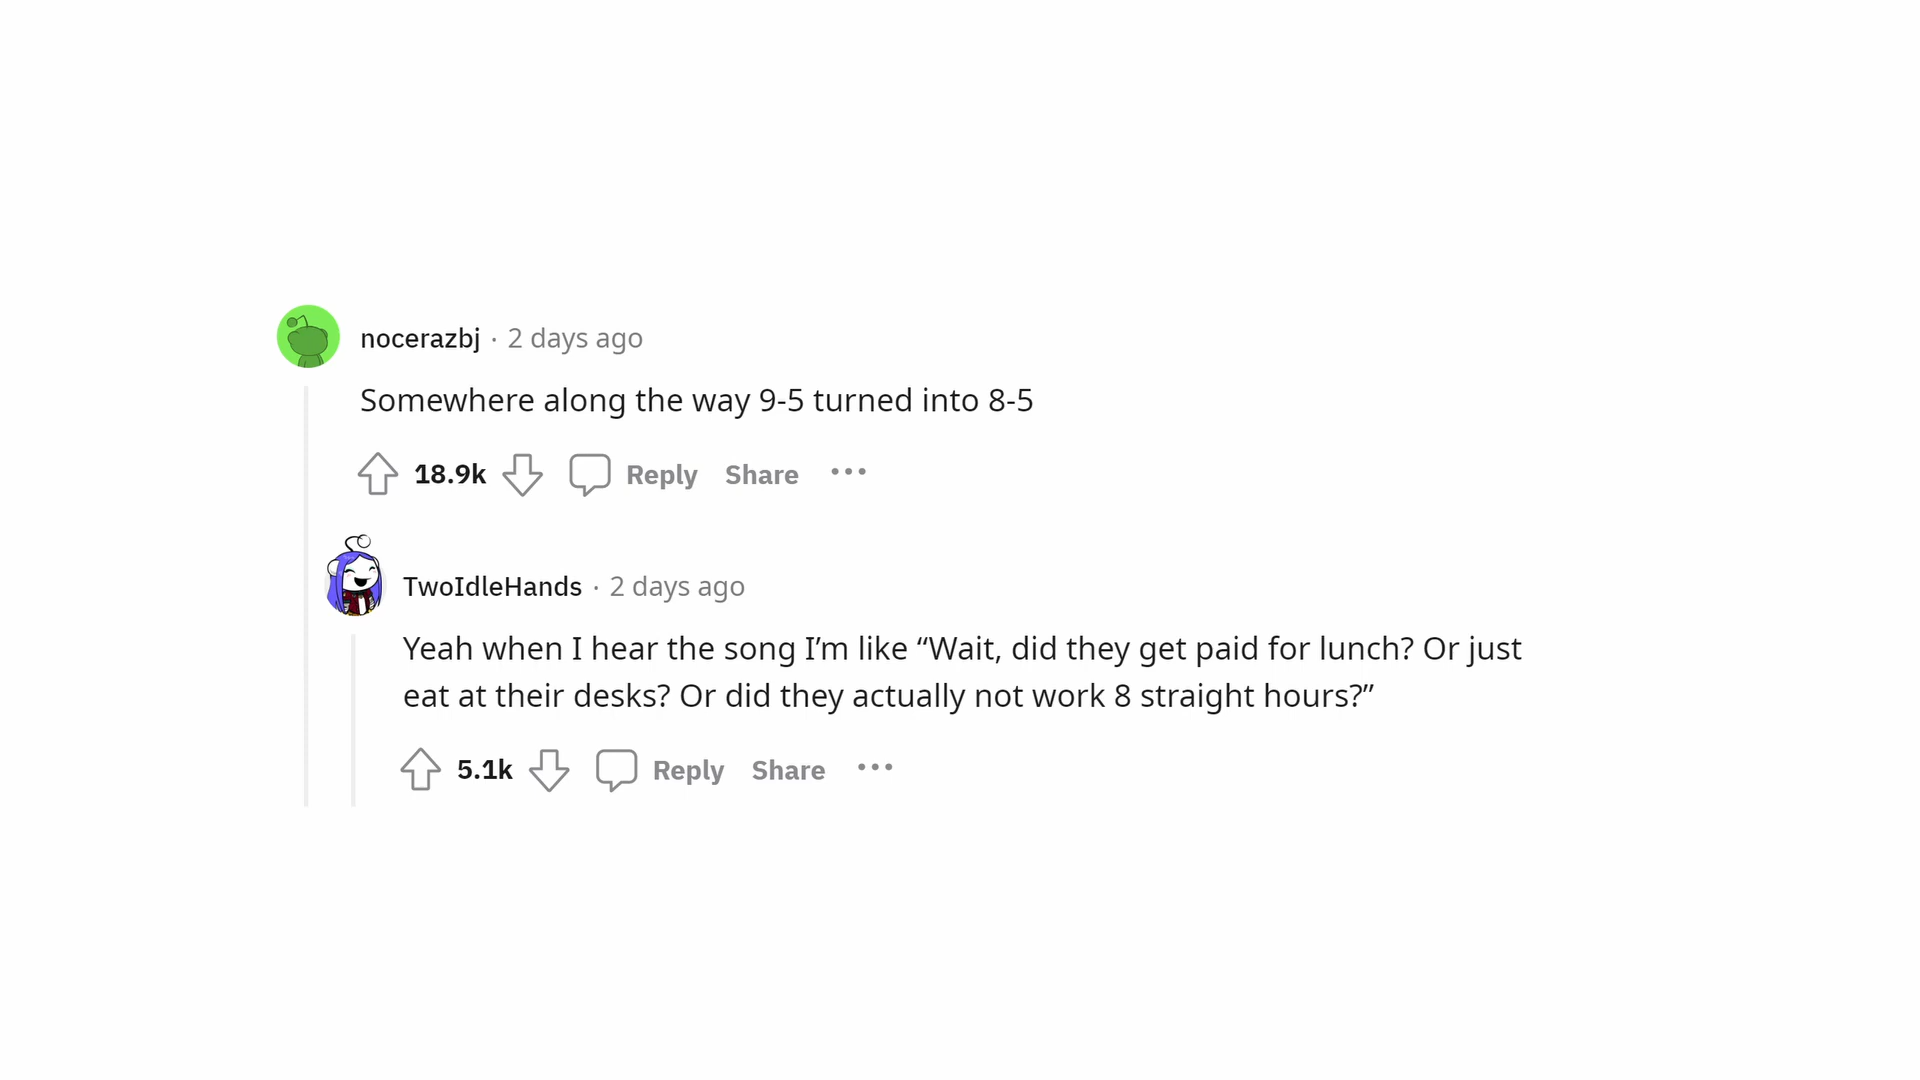 nocerazbj · 2 days ago
Somewhere along the way 9-5 turned into 8-5
18.9k Reply Share •••
TwoIdleHands · 2 days ago
Yeah when I hear the song I’m like “Wait, did they get paid for lunch? Or just
eat at their desks? Or did they actually not work 8 straight hours?”
5.1k Reply Share •••